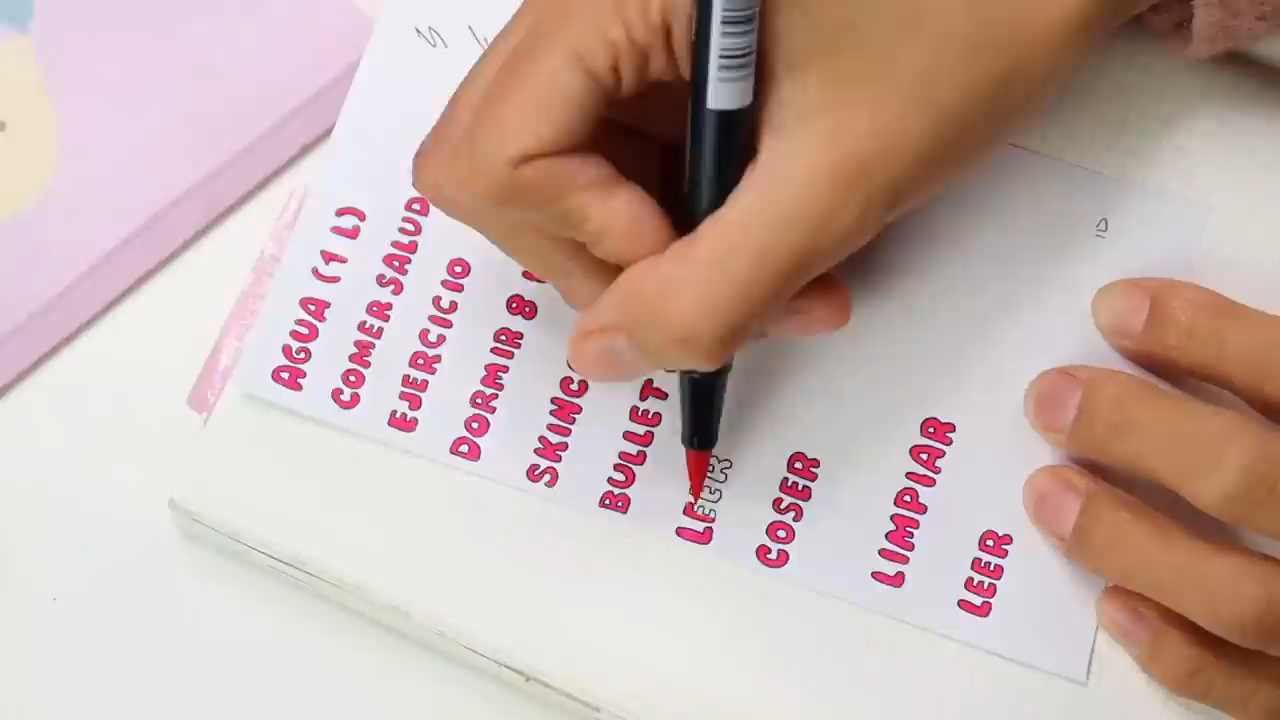 AGUA (1 L)
COMER SALUD
EJERCICIO
DORMIR 8
SKINC
BULLET
LEER
COSER
LIMPIAR
LEER